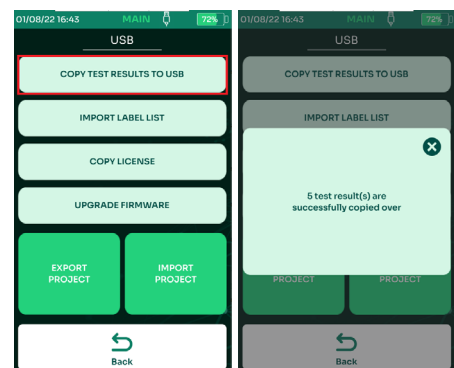 01/08/22 16:43 MAIN 72%
USB
COPY TEST RESULTS TO USB
IMPORT LABEL LIST
COPY LICENSE
UPGRADE FIRMWARE
EXPORT
PROJECT
IMPORT
PROJECT
Back
01/08/22 16:43 MAIN 72%
USB
COPY TEST RESULTS TO USB
IMPORT LABEL LIST
5 test result(s) are
successfully copied over
PROJECT
PROJECT
Back